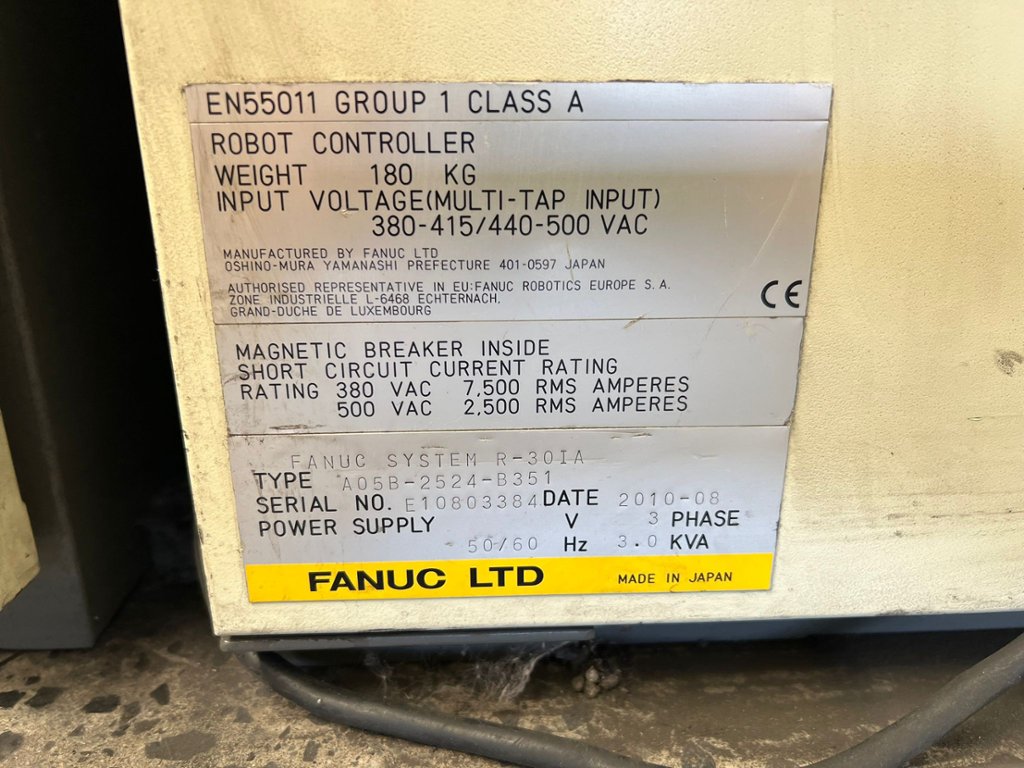 EN55011 GROUP 1 CLASS A
ROBOT CONTROLLER
WEIGHT 180 KG
INPUT VOLTAGE(MULTI-TAP INPUT)
380-415/440-500 VAC
MANUFACTURED BY FANUC LTD
OSHINO-MURA YAMANASHI PREFECTURE 401-0597 JAPAN
AUTHORISED REPRESENTATIVE IN EU:FANUC ROBOTICS EUROPE S.A.
ZONE INDUSTRIELLE L-6468 ECHTERNACH.
GRAND-DUCHE DE LUXEMBOURG
CE
MAGNETIC BREAKER INSIDE
SHORT CIRCUIT CURRENT RATING
RATING 380 VAC 7,500 RMS AMPERES
500 VAC 2,500 RMS AMPERES
FANUC SYSTEM R-30IA
TYPE A05B-2524-B351
SERIAL NO. E10803384 DATE 2010-08
POWER SUPPLY V 3 PHASE
50/60 Hz 3.0 KVA
FANUC LTD MADE IN JAPAN